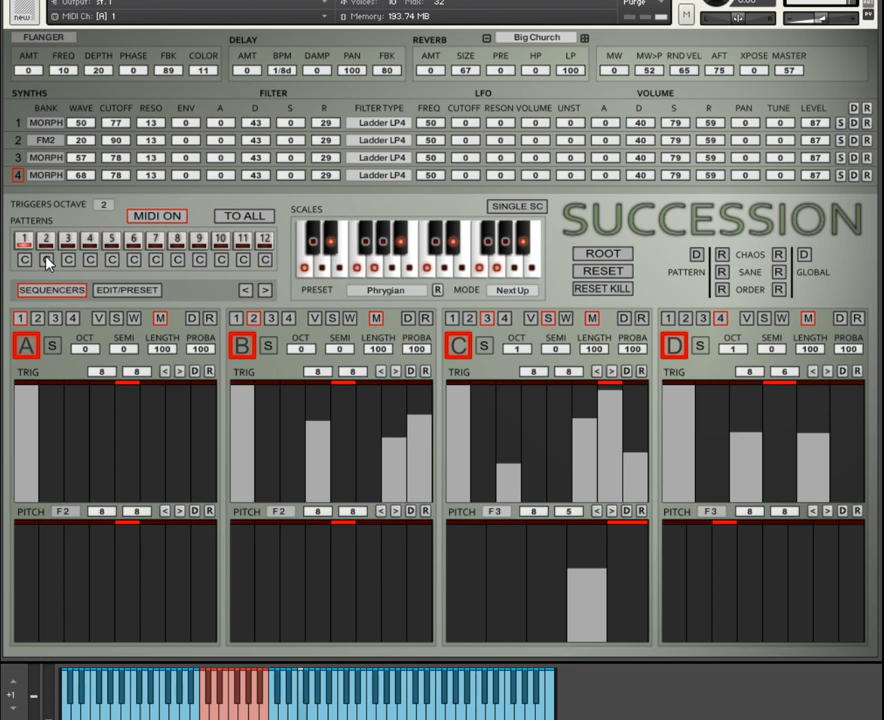 new
Output: st.1
Voices: 10 Max: 32
Purge
MIDI Ch: [A] 1
Memory: 193.74 MB
M L R
FLANGER
AMT FREQ DEPTH PHASE FBK COLOR
0 10 20 0 89 11
DELAY
AMT BPM DAMP PAN FBK
0 1/8d 0 100 80
REVERB Big Church
AMT SIZE PRE HP LP
0 67 0 0 100
MW MW>P RND VEL AFT XPOSE MASTER
0 52 65 75 0 57
SYNTHS FILTER LFO VOLUME
BANK WAVE CUTOFF RESO ENV A D S R FILTER TYPE FREQ CUTOFF RESON VOLUME UNST A D S R PAN TUNE LEVEL D R
1 MORPH 50 77 13 0 0 43 0 29 Ladder LP4 50 0 0 0 0 0 40 79 59 0 0 87 S D R
2 FM2 20 90 13 0 0 43 0 29 Ladder LP4 50 0 0 0 0 0 40 79 59 0 0 87 S D R
3 MORPH 57 78 13 0 0 43 0 29 Ladder LP4 50 0 0 0 0 0 40 79 59 0 0 87 S D R
4 MORPH 68 78 13 0 0 43 0 29 Ladder LP4 50 0 0 0 0 0 40 79 59 0 0 87 S D R
TRIGGERS OCTAVE 2
MIDI ON TO ALL
PATTERNS
1 2 3 4 5 6 7 8 9 10 11 12
C C C C C C C C C C C
SEQUENCERS EDIT/PRESET < >
SCALES SINGLE SC
PRESET Phrygian R MODE Next Up
SUCCESSION
ROOT
RESET
RESET KILL
D R CHAOS R D
PATTERN R SANE R GLOBAL
R ORDER R
1 2 3 4 V S W M D R
A S OCT SEMI LENGTH PROBA
0 0 100 100
TRIG 8 8 < > D R
PITCH F2 8 8 < > D R
1 2 3 4 V S W M D R
B S OCT SEMI LENGTH PROBA
0 0 100 100
TRIG 8 8 < > D R
PITCH F2 8 8 < > D R
1 2 3 4 V S W M D R
C S OCT SEMI LENGTH PROBA
1 0 100 100
TRIG 8 8 < > D R
PITCH F3 8 5 < > D R
1 2 3 4 V S W M D R
D S OCT SEMI LENGTH PROBA
1 0 100 100
TRIG 8 6 < > D R
PITCH F3 8 8 < > D R
+1